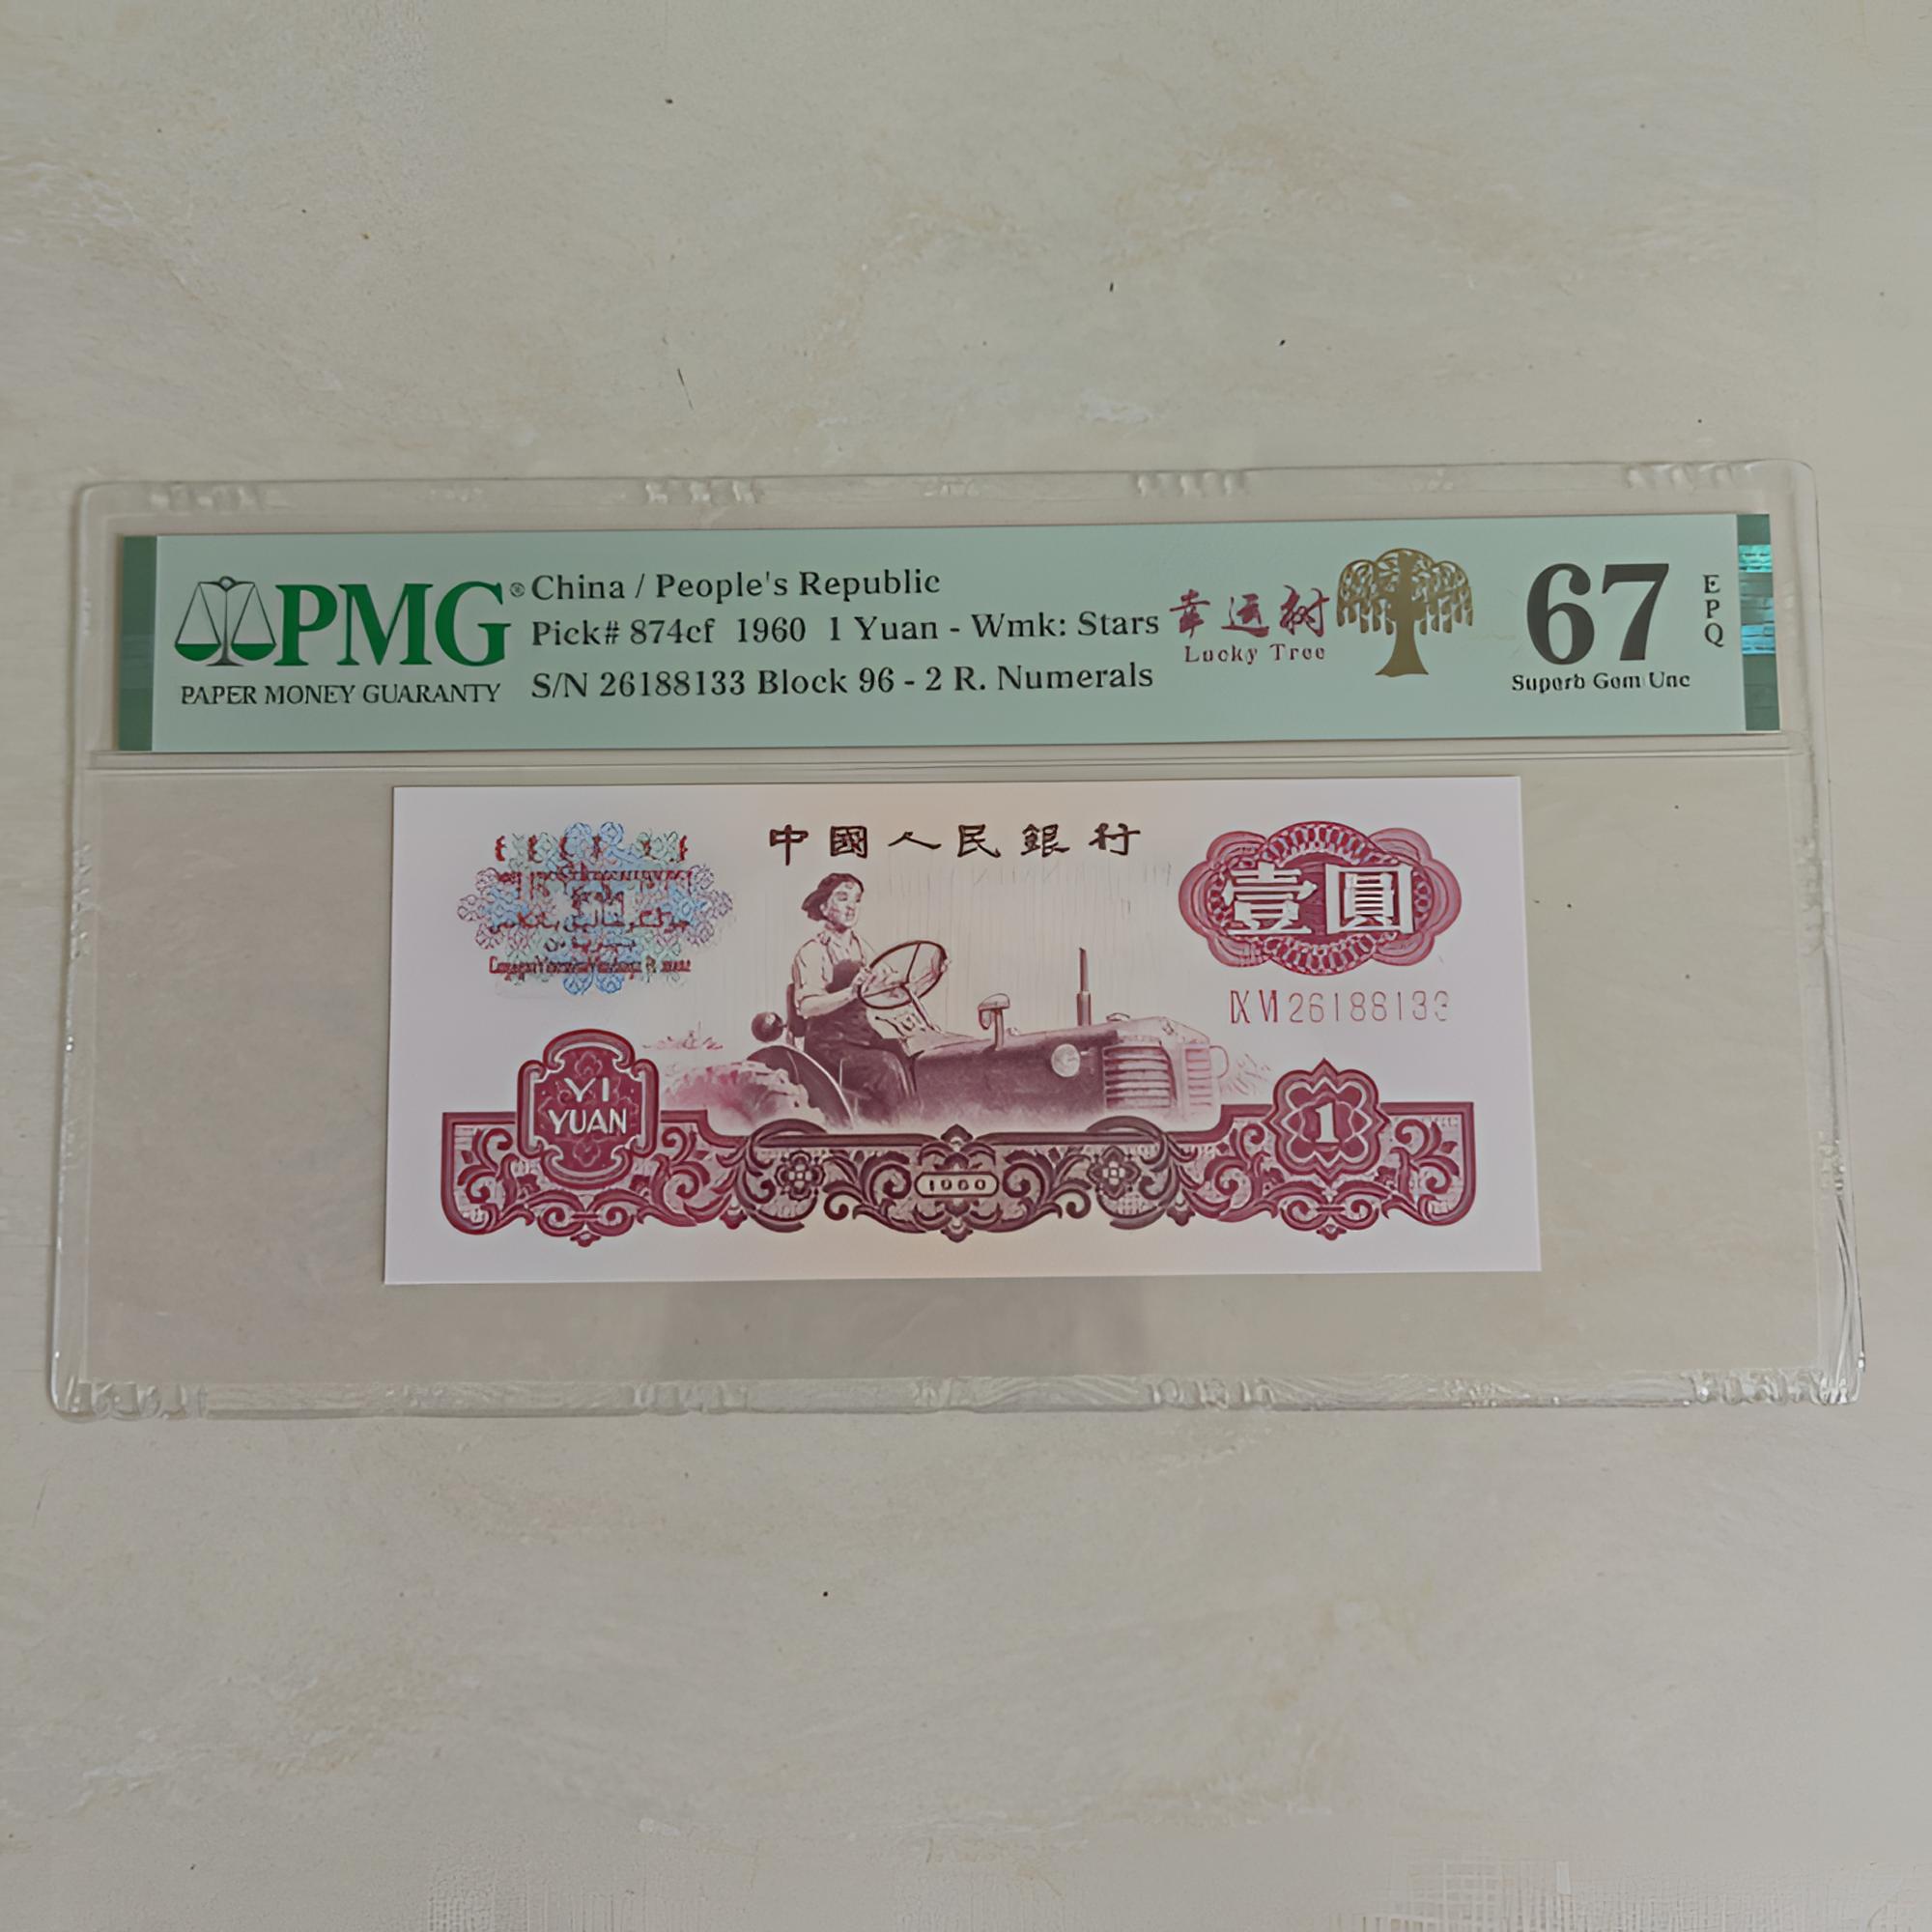 PMG®
PAPER MONEY GUARANTY
China / People's Republic
Pick# 874cf 1960 1 Yuan - Wmk: Stars
S/N 26188133 Block 96 - 2 R. Numerals
幸运树
Lucky Tree
67
EPQ
Superb Gem Unc
中國人民銀行
壹圓
IX VI 26188133
YI
YUAN
1960
1